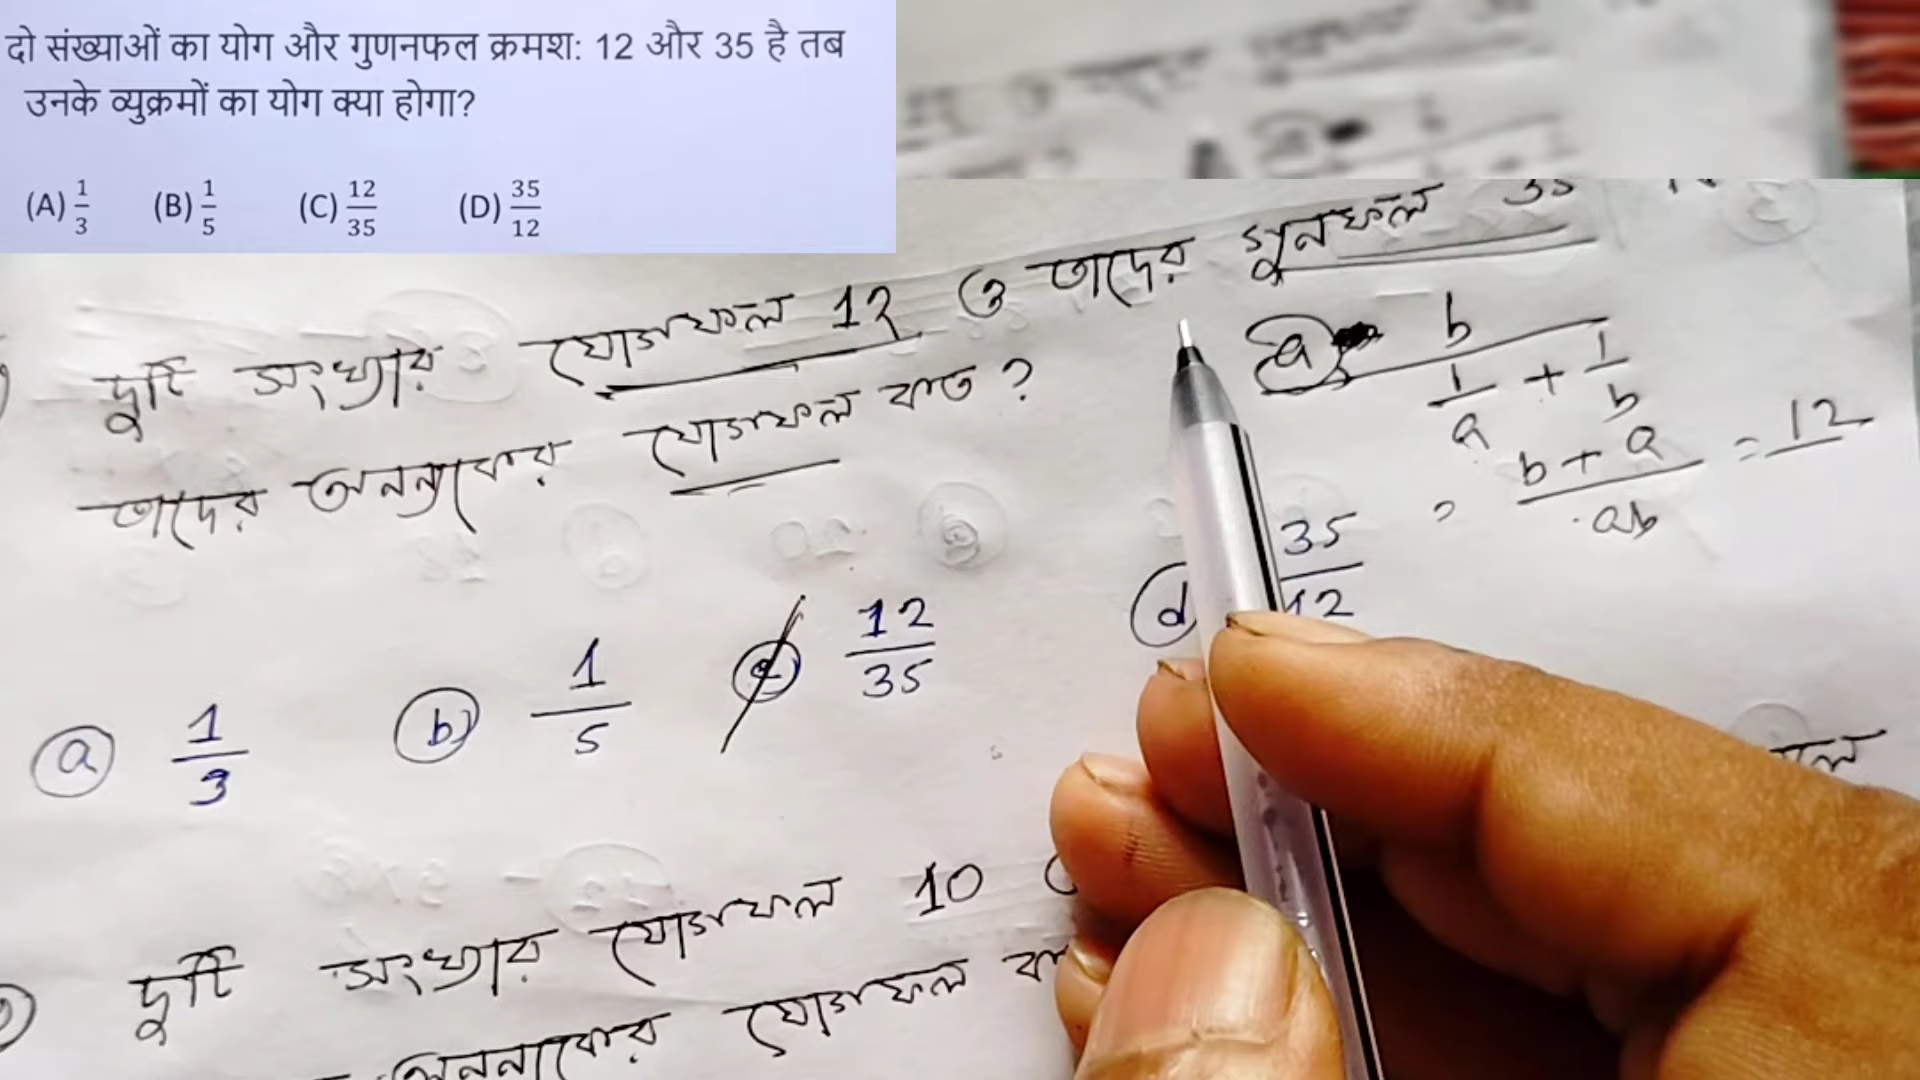 दो संख्याओं का योग और गुणनफल क्रमश: 12 और 35 है तब
उनके व्युक्रमों का योग क्या होगा?
(A) 1/3 (B) 1/5 (C) 12/35 (D) 35/12
দুটি সংখ্যার যোগফল 12 ও তাদের গুনফল 35
তাদের অনন্যকের যোগফল কত ?
a b
1/a + 1/b
= b + a/ab = 12
a 1/3 b 1/5 c 12/35 d 35/12
দুটি সংখ্যার যোগফল 10
অনন্যকের যোগফল